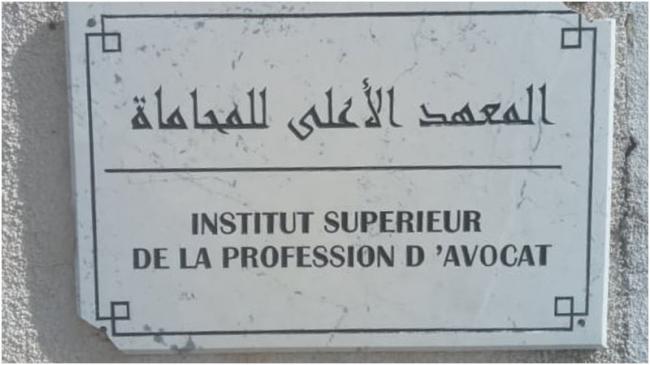 المعهد الأعلى للمحاماة
INSTITUT SUPERIEUR
DE LA PROFESSION D 'AVOCAT